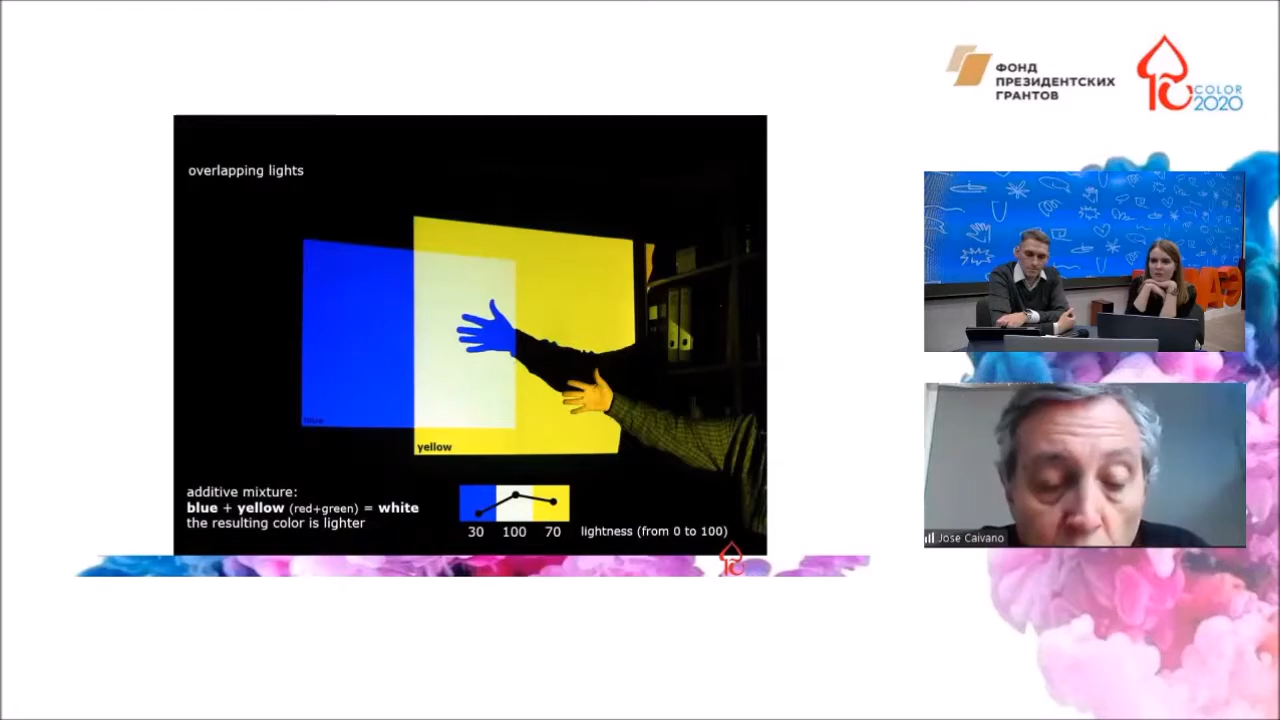 ФОНД
ПРЕЗИДЕНТСКИХ
ГРАНТОВ
COLOR
2020
overlapping lights
blue
yellow
additive mixture:
blue + yellow (red+green) = white
the resulting color is lighter
30 100 70 lightness (from 0 to 100)
Jose Caivano